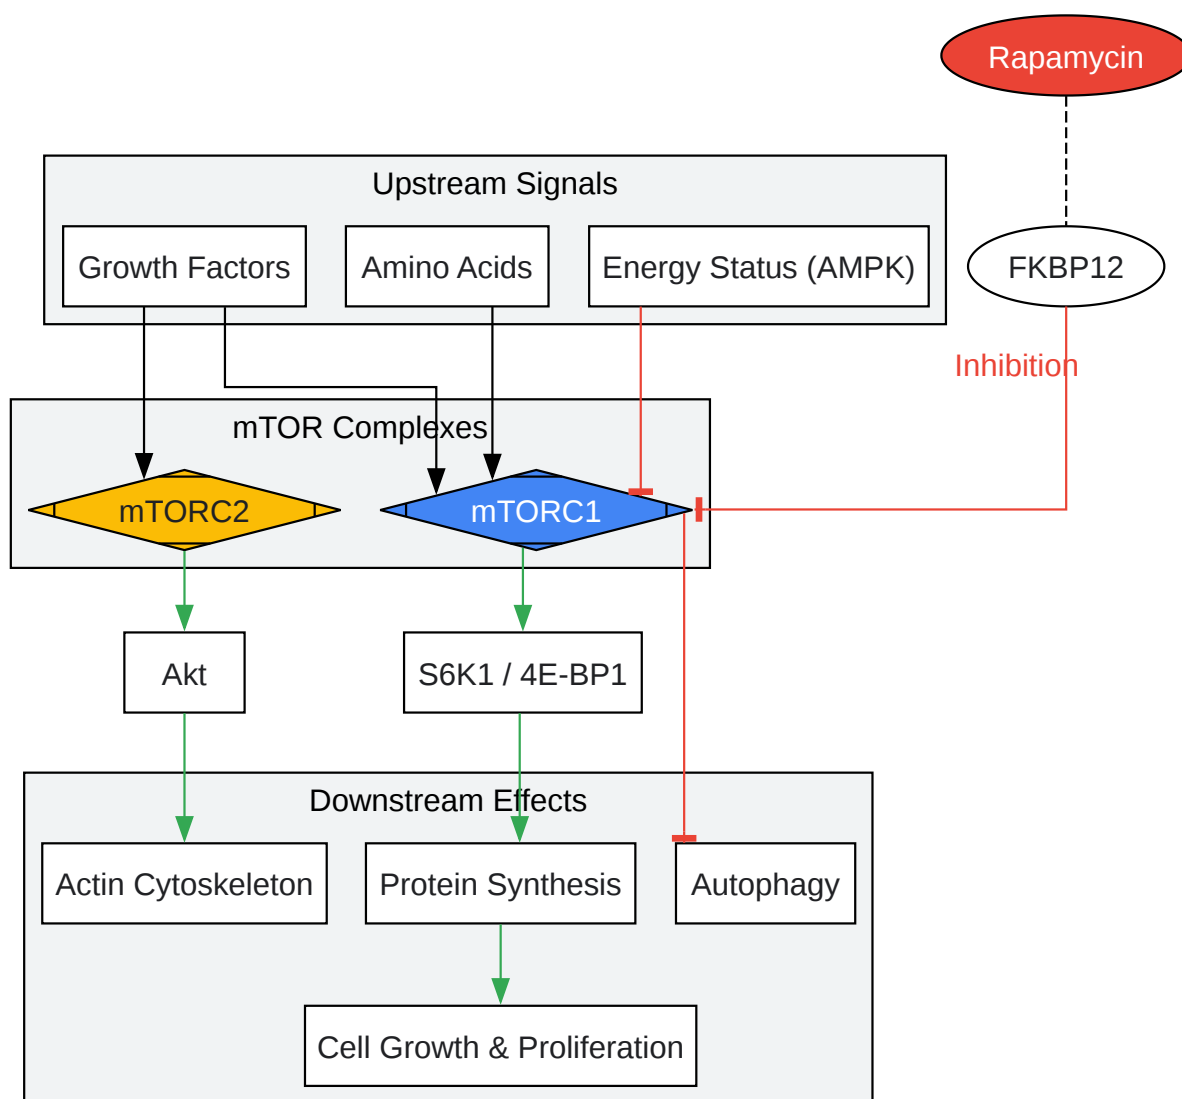 Rapamycin
Upstream Signals
Growth Factors
Amino Acids
Energy Status (AMPK)
FKBP12
Inhibition
mTOR Complexes
mTORC2
mTORC1
Akt
S6K1 / 4E-BP1
Downstream Effects
Actin Cytoskeleton
Protein Synthesis
Autophagy
Cell Growth & Proliferation